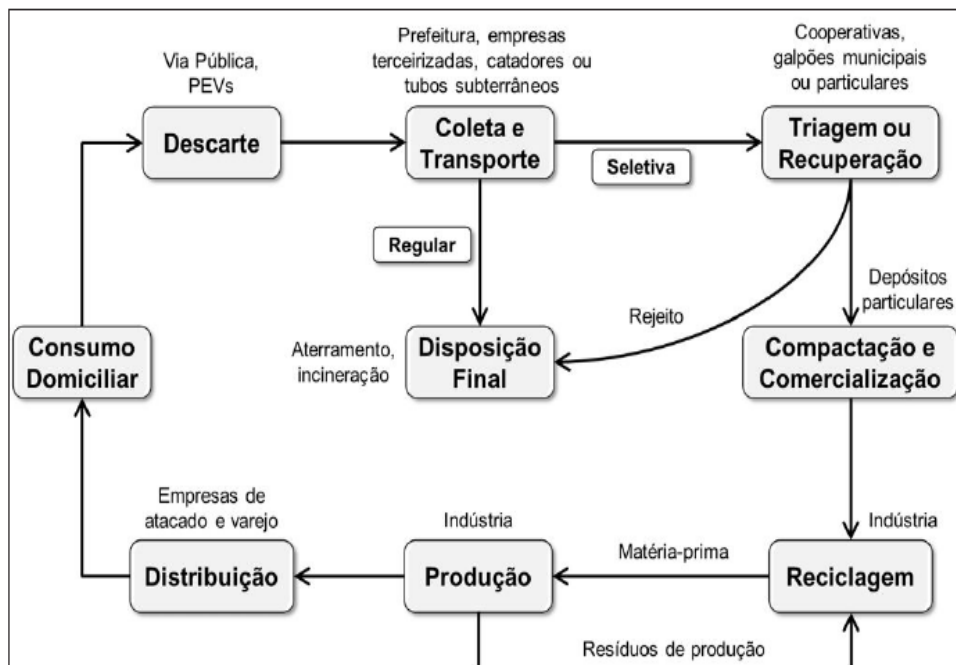 Via Pública,
PEVs
Descarte
Prefeitura, empresas
terceirizadas, catadores ou
tubos subterrâneos
Coleta e
Transporte
Seletiva
Cooperativas,
galpões municipais
ou particulares
Triagem ou
Recuperação
Regular
Rejeito
Depósitos
particulares
Consumo
Domiciliar
Aterramento,
incineração
Disposição
Final
Compactação e
Comercialização
Empresas de
atacado e varejo
Distribuição
Indústria
Produção
Matéria-prima
Indústria
Reciclagem
Resíduos de produção